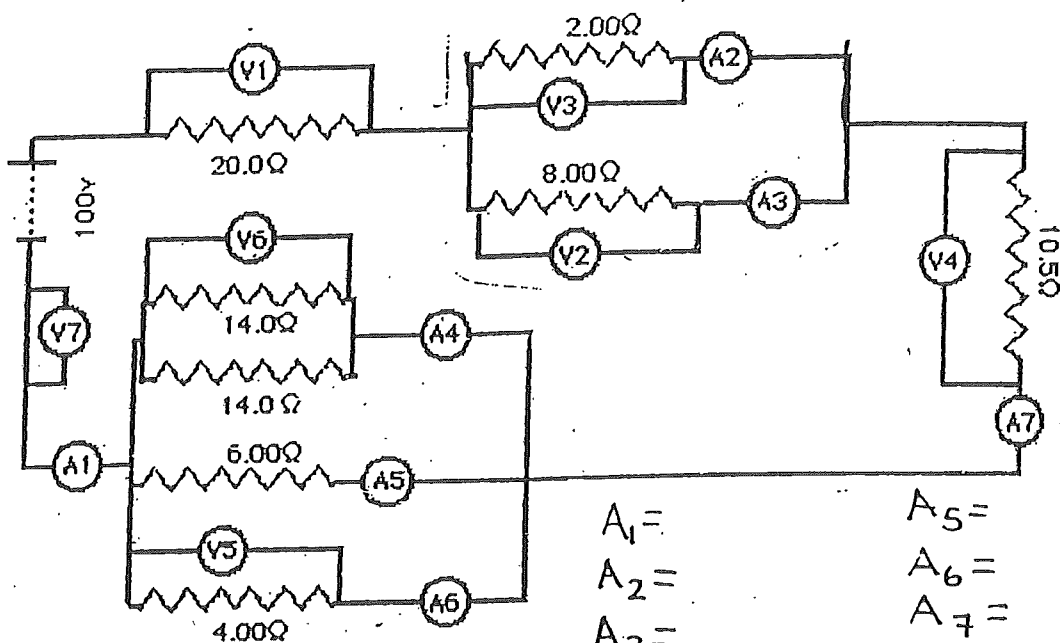 2.00Ω
V1
A2
V3
20.0Ω
8.00Ω
100v
A3
V6
V2
V4
10.5Ω
14.0Ω
V7
A4
14.0Ω
A7
6.00Ω
A1
A5
A₁=
A₅=
V5
A₂=
A₆=
A6
4.00Ω
A₇=